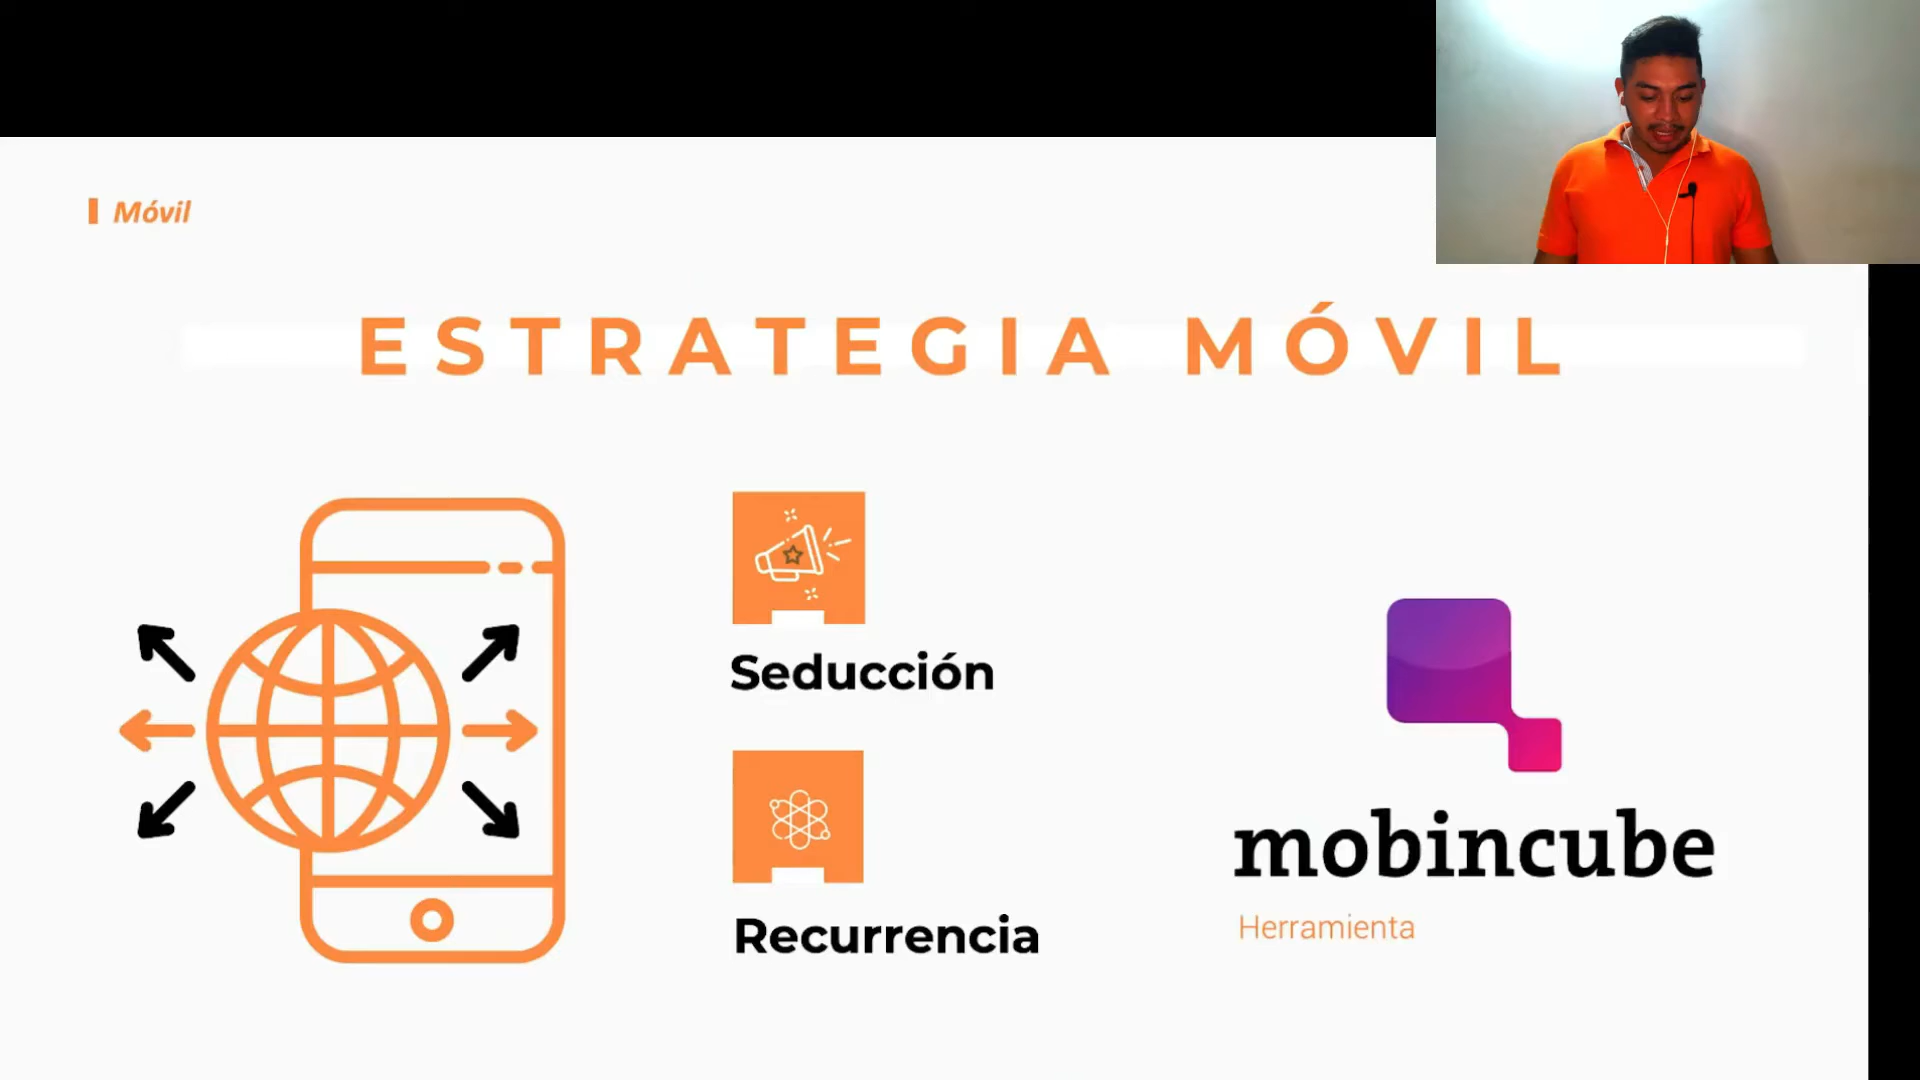 Móvil
ESTRATEGIA MÓVIL
Seducción
Recurrencia
mobincube
Herramienta